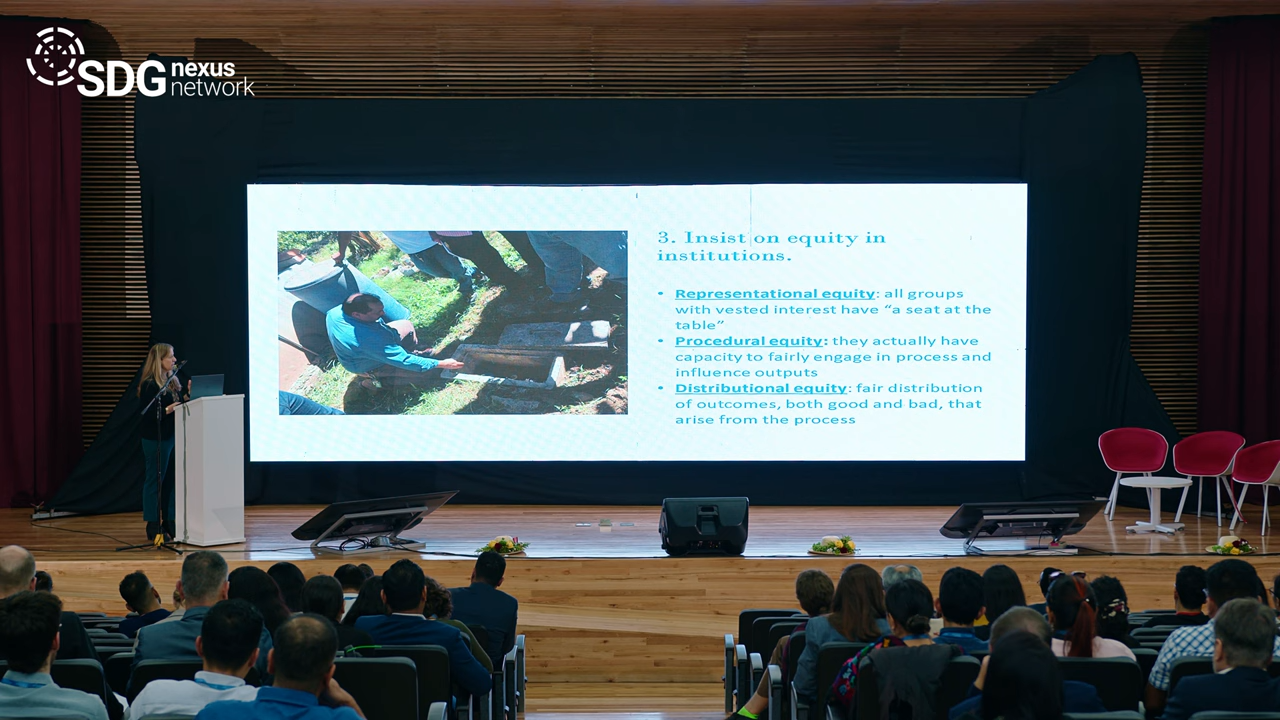 SDG nexus
network
3. Insist on equity in
institutions.
• Representational equity: all groups
with vested interest have “a seat at the
table”
• Procedural equity: they actually have
capacity to fairly engage in process and
influence outputs
• Distributional equity: fair distribution
of outcomes, both good and bad, that
arise from the process